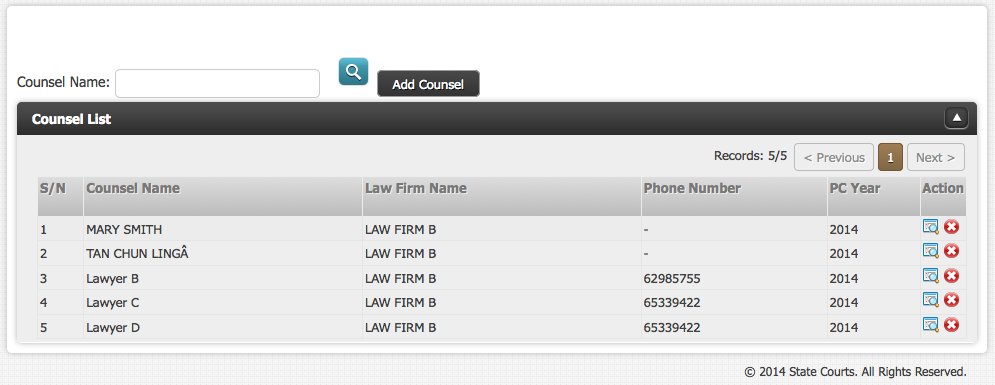 Counsel Name: Add Counsel
Counsel List
Records: 5/5 < Previous 1 Next >
S/N Counsel Name Law Firm Name Phone Number PC Year Action
1 MARY SMITH LAW FIRM B - 2014
2 TAN CHUN LINGÂ LAW FIRM B - 2014
3 Lawyer B LAW FIRM B 62985755 2014
4 Lawyer C LAW FIRM B 65339422 2014
5 Lawyer D LAW FIRM B 65339422 2014
© 2014 State Courts. All Rights Reserved.